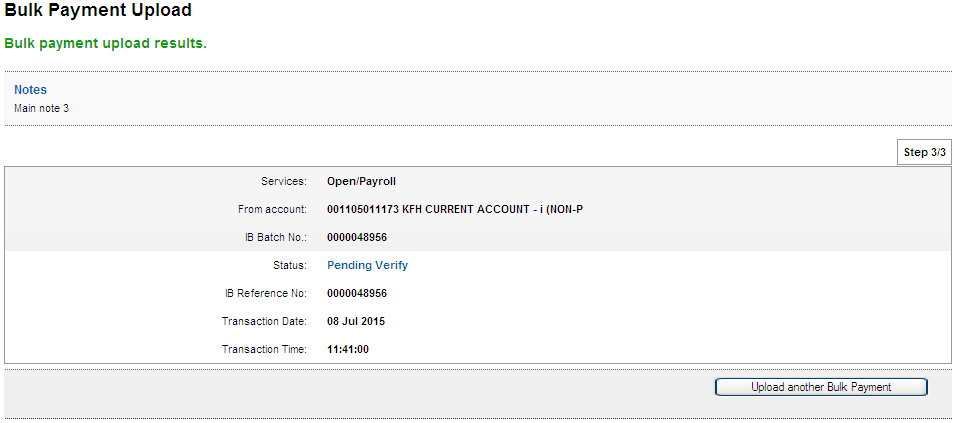 Bulk Payment Upload
Bulk payment upload results.
Notes
Main note 3
Step 3/3
Services: Open/Payroll
From account: 001105011173 KFH CURRENT ACCOUNT - i (NON-P
IB Batch No.: 0000048956
Status: Pending Verify
IB Reference No: 0000048956
Transaction Date: 08 Jul 2015
Transaction Time: 11:41:00
Upload another Bulk Payment